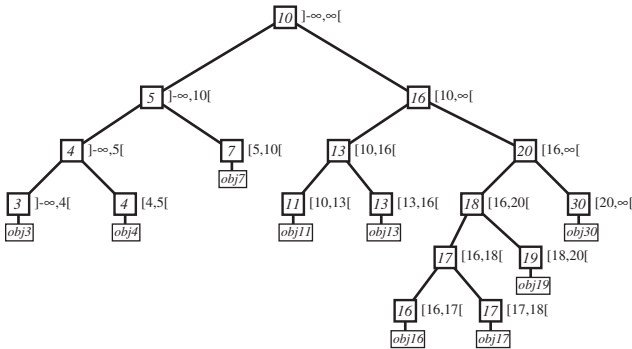 10 ]-∞,∞[
5 ]-∞,10[ 16 [10,∞[
4 ]-∞,5[ 7 [5,10[ 13 [10,16[ 20 [16,∞[
obj7
3 ]-∞,4[ 4 [4,5[ 11 [10,13[ 13 [13,16[ 18 [16,20[ 30 [20,∞[
obj3 obj4 obj11 obj13 obj30
17 [16,18[ 19 [18,20[
obj19
16 [16,17[ 17 [17,18[
obj16 obj17